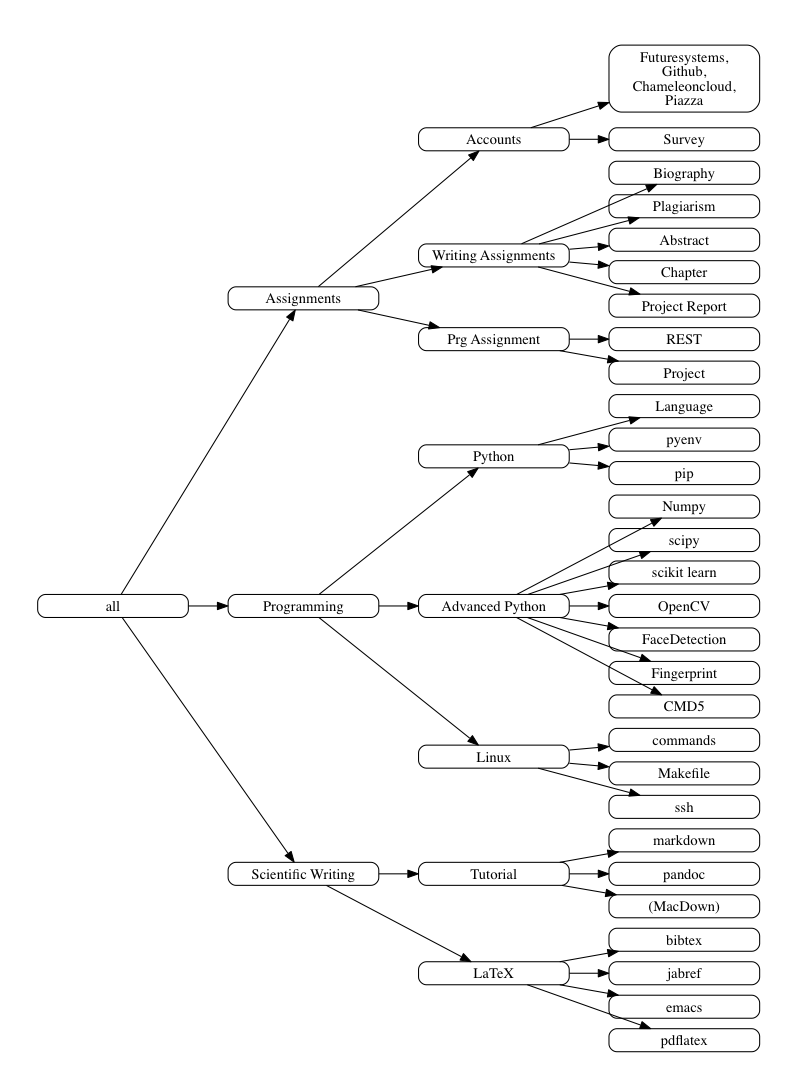 Futuresystems,
Github,
Chameleoncloud,
Piazza
Accounts
Survey
Biography
Plagiarism
Abstract
Writing Assignments
Chapter
Assignments
Project Report
Prg Assignment
REST
Project
Language
pyenv
Python
pip
Numpy
scipy
scikit learn
all
Programming
Advanced Python
OpenCV
FaceDetection
Fingerprint
CMD5
commands
Linux
Makefile
ssh
markdown
Scientific Writing
Tutorial
pandoc
(MacDown)
bibtex
LaTeX
jabref
emacs
pdflatex